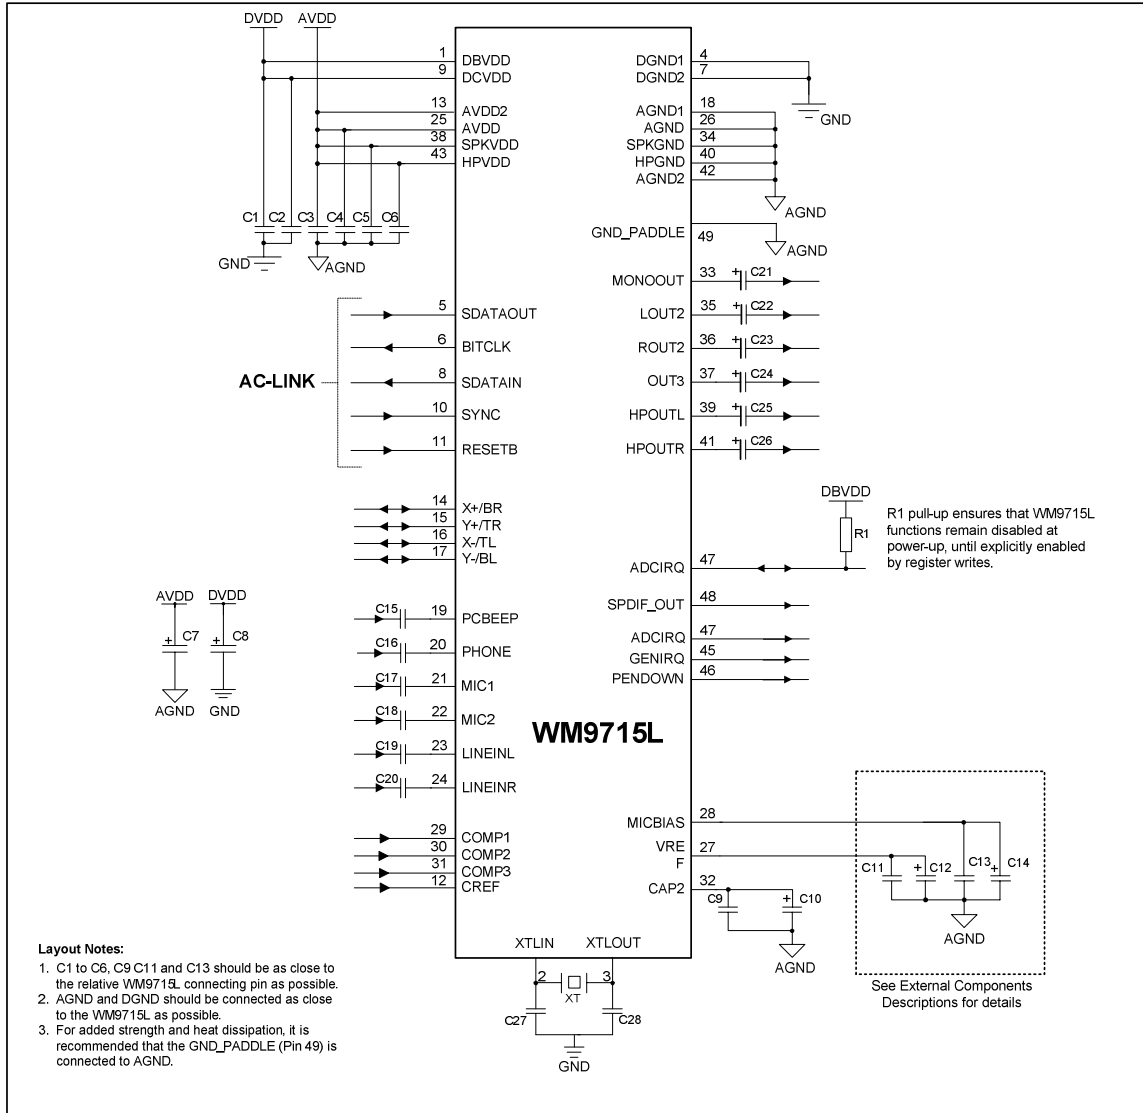 DVDD AVDD
1 DBVDD
9 DCVDD
13 AVDD2
25 AVDD
38 SPKVDD
43 HPVDD
C1 C2 C3 C4 C5 C6
GND AGND
DGND1 4
DGND2 7
GND
AGND1 18
AGND 26
SPKGND 34
HPGND 40
AGND2 42
AGND
GND_PADDLE 49
AGND
AC-LINK
5 SDATAOUT
6 BITCLK
8 SDATAIN
10 SYNC
11 RESETB
MONOOUT 33 + C21
LOUT2 35 + C22
ROUT2 36 + C23
OUT3 37 + C24
HPOUTL 39 + C25
HPOUTR 41 + C26
14 X+/BR
15 Y+/TR
16 X-/TL
17 Y-/BL
DBVDD
R1
R1 pull-up ensures that WM9715L
functions remain disabled at
power-up, until explicitly enabled
by register writes.
ADCIRQ 47
SPDIF_OUT 48
ADCIRQ 47
GENIRQ 45
PENDOWN 46
AVDD DVDD
+ C7 + C8
AGND GND
C15 19 PCBEEP
C16 20 PHONE
C17 21 MIC1
C18 22 MIC2
C19 23 LINEINL
C20 24 LINEINR
WM9715L
29 COMP1
30 COMP2
31 COMP3
12 CREF
MICBIAS 28
VRE
F
27
CAP2 32
C11 + C12 C13 + C14
AGND
C9 + C10
AGND
See External Components
Descriptions for details
XTLIN XTLOUT
2 3
XT
C27 C28
GND
Layout Notes:
1. C1 to C6, C9 C11 and C13 should be as close to
the relative WM9715L connecting pin as possible.
2. AGND and DGND should be connected as close
to the WM9715L as possible.
3. For added strength and heat dissipation, it is
recommended that the GND_PADDLE (Pin 49) is
connected to AGND.